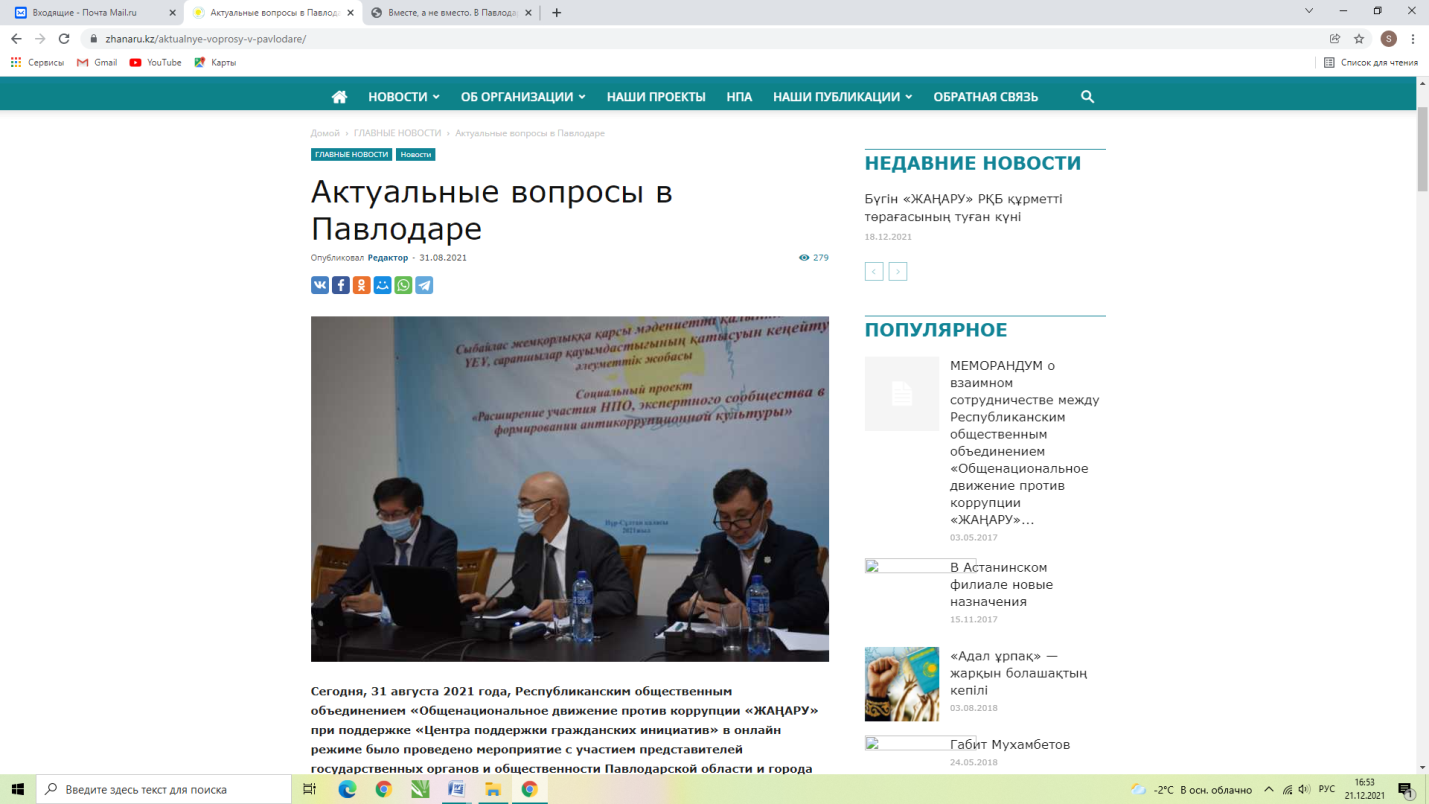 Входящие - Почта Mail.ru
Актуальные вопросы в Павлод
Вместе, а не вместо. В Павлода
zhanaru.kz/aktualnye-voprosy-v-pavlodare/
S
Сервисы
Gmail
YouTube
Карты
Список для чтения
НОВОСТИ
ОБ ОРГАНИЗАЦИИ
НАШИ ПРОЕКТЫ
НПА
НАШИ ПУБЛИКАЦИИ
ОБРАТНАЯ СВЯЗЬ
Домой › ГЛАВНЫЕ НОВОСТИ › Актуальные вопросы в Павлодаре
ГЛАВНЫЕ НОВОСТИ Новости
Актуальные вопросы в
Павлодаре
Опубликовал Редактор - 31.08.2021
279
Сыбайлас жемқорлыққа қарсы мәдениетті
ҮЕҰ, сарапшылар қауымдастығының қатысуын кеңейту
әлеуметтік жобасы
Социальный проект
«Расширение участия НПО, экспертного сообщества в
формировании антикоррупционной культуры»
Нұр-Сұлтан қаласы
2021 жыл
Сегодня, 31 августа 2021 года, Республиканским общественным
объединением «Общенациональное движение против коррупции «ЖАҢАРУ»
при поддержке «Центра поддержки гражданских инициатив» в онлайн
режиме было проведено мероприятие с участием представителей
государственных органов и общественности Павлодарской области и города
НЕДАВНИЕ НОВОСТИ
Бүгін «ЖАҢАРУ» РҚБ құрметті
төрағасының туған күні
18.12.2021
ПОПУЛЯРНОЕ
МЕМОРАНДУМ о
взаимном
сотрудничестве между
Республиканским
общественным
объединением
«Общенациональное
движение против
коррупции
«ЖАҢАРУ»...
03.05.2017
В Астанинском
филиале новые
назначения
15.11.2017
«Адал ұрпақ» —
жарқын болашақтың
кепілі
03.08.2018
Габит Мухамбетов
24.05.2018
Введите здесь текст для поиска
-2°C В осн. облачно
РУС
16:53
21.12.2021
1